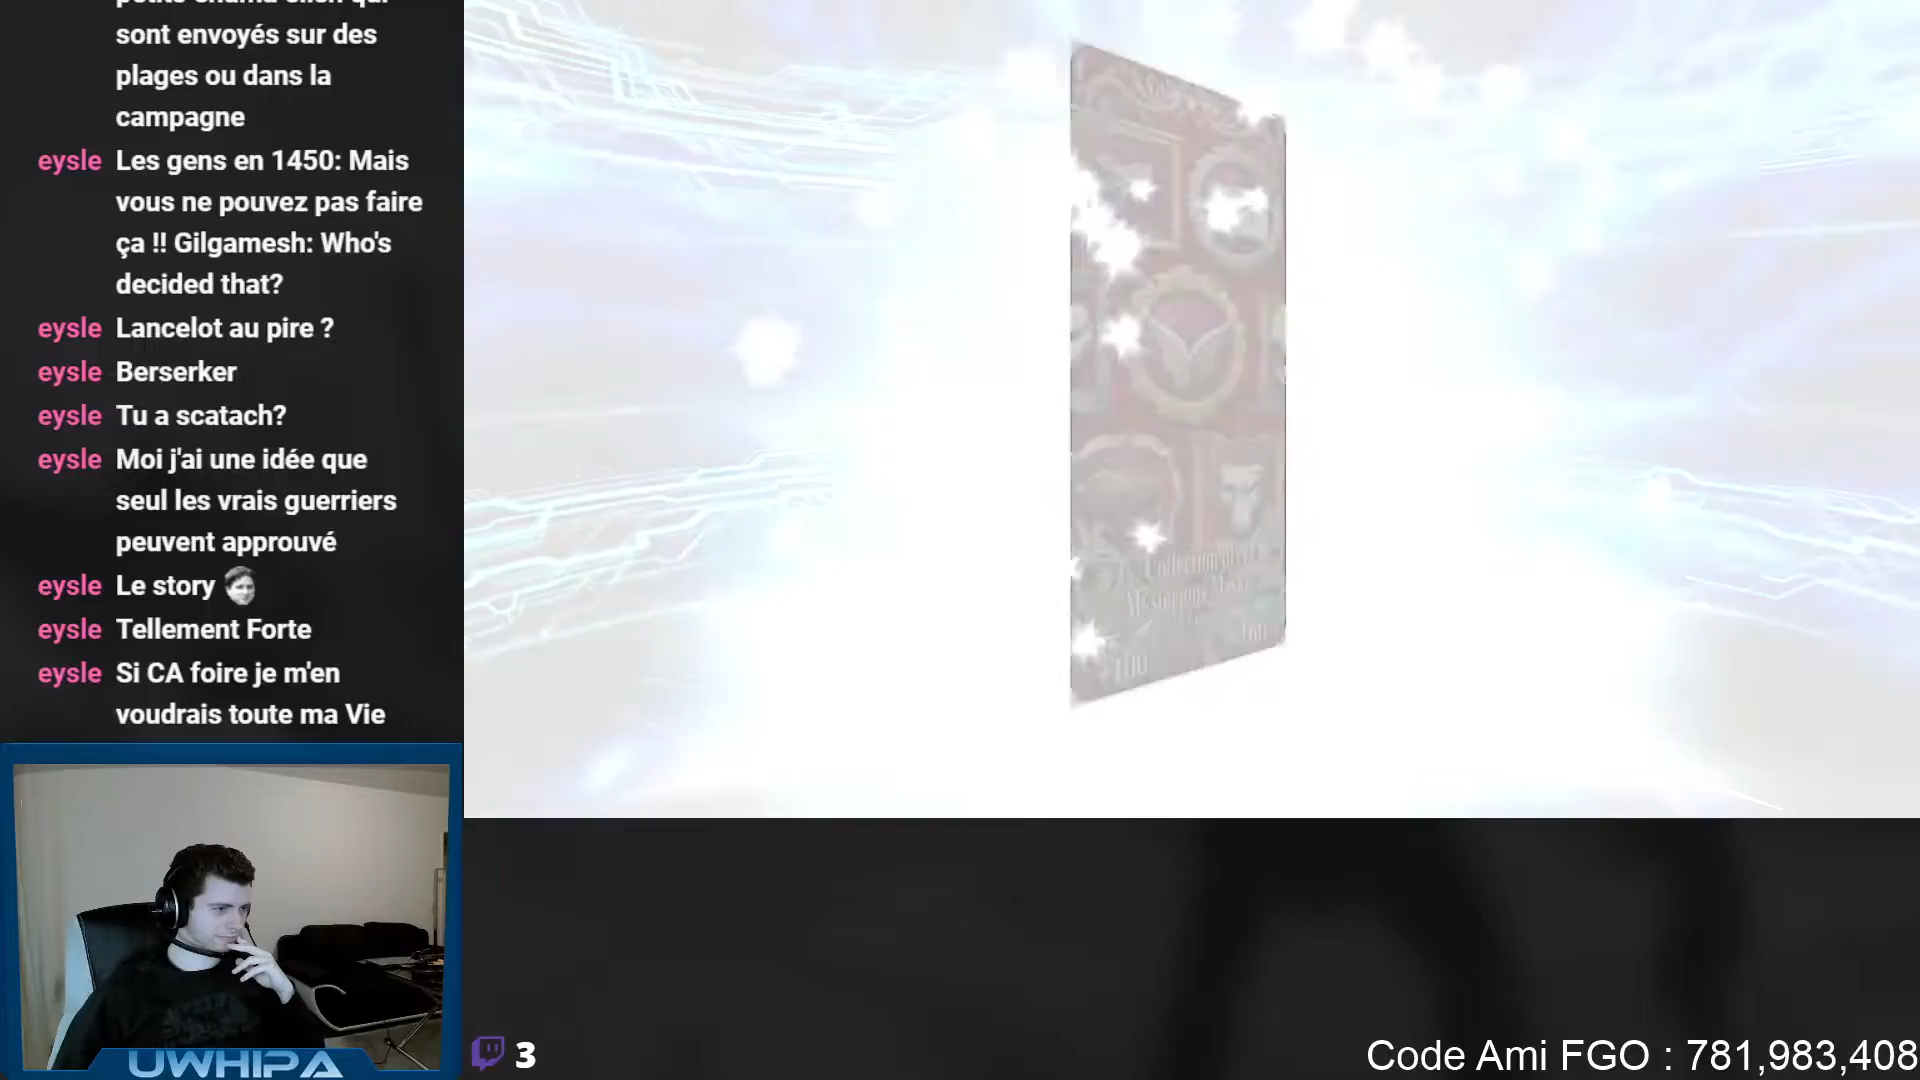 sont envoyés sur des
plages ou dans la
campagne
eysle Les gens en 1450: Mais
vous ne pouvez pas faire
ça !! Gilgamesh: Who's
decided that?
eysle Lancelot au pire ?
eysle Berserker
eysle Tu a scatach?
eysle Moi j'ai une idée que
seul les vrais guerriers
peuvent approuvé
eysle Le story
eysle Tellement Forte
eysle Si CA foire je m'en
voudrais toute ma Vie
Mysterious Masks
+100
UWHIPA
3
Code Ami FGO : 781,983,408